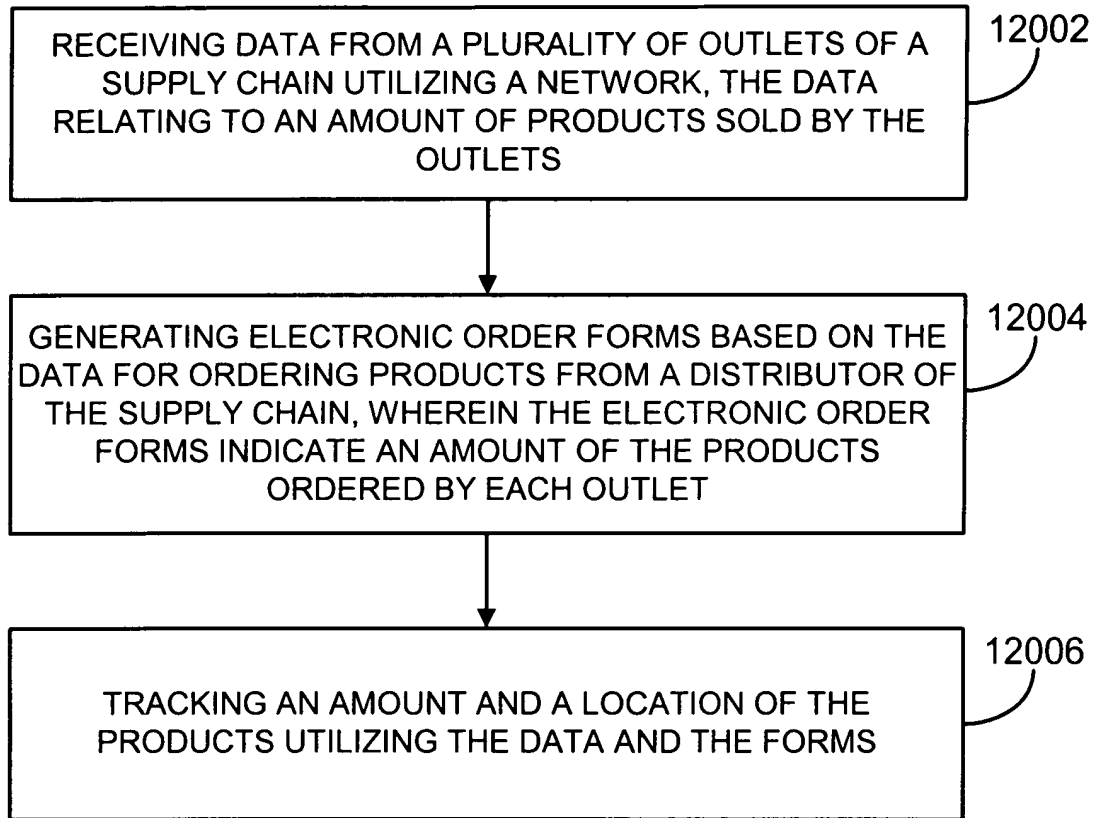 RECEIVING DATA FROM A PLURALITY OF OUTLETS OF A
SUPPLY CHAIN UTILIZING A NETWORK, THE DATA
RELATING TO AN AMOUNT OF PRODUCTS SOLD BY THE
OUTLETS
12002
GENERATING ELECTRONIC ORDER FORMS BASED ON THE
DATA FOR ORDERING PRODUCTS FROM A DISTRIBUTOR OF
THE SUPPLY CHAIN, WHEREIN THE ELECTRONIC ORDER
FORMS INDICATE AN AMOUNT OF THE PRODUCTS
ORDERED BY EACH OUTLET
12004
TRACKING AN AMOUNT AND A LOCATION OF THE
PRODUCTS UTILIZING THE DATA AND THE FORMS
12006